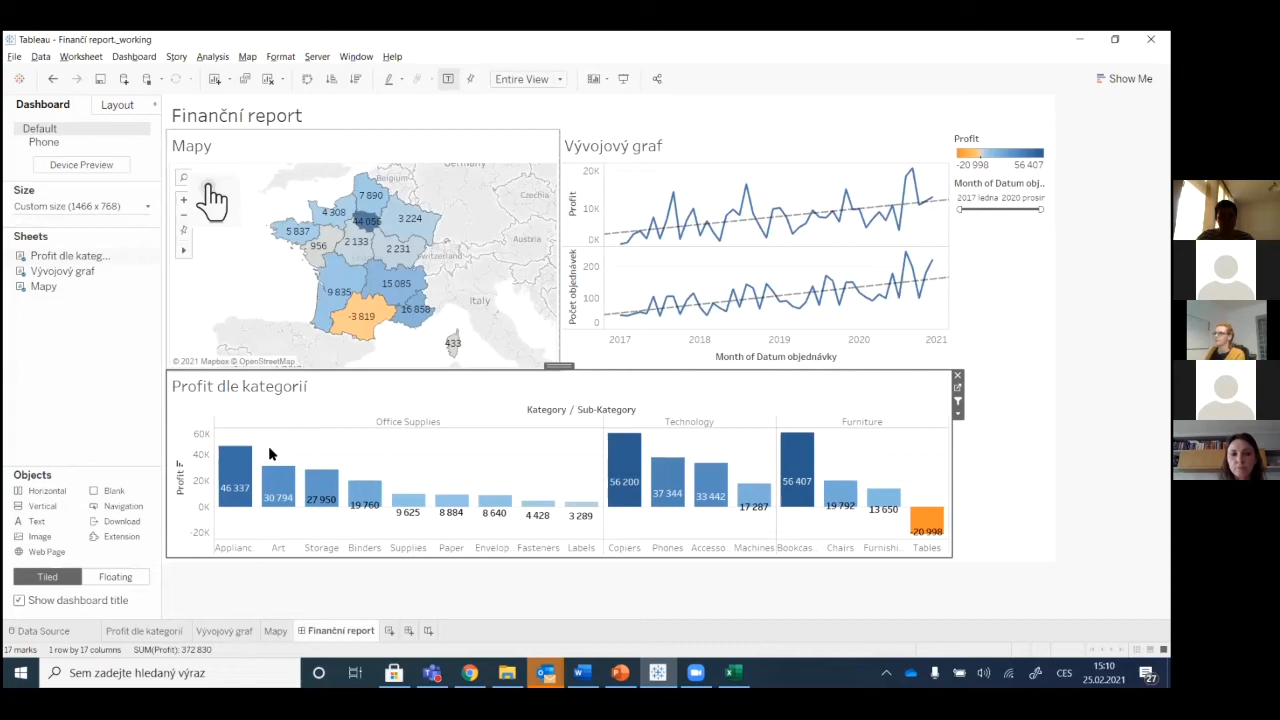 Tableau - Finanční report._working
File Data Worksheet Dashboard Story Analysis Map Format Server Window Help
Entire View
Show Me
Dashboard Layout
Default
Phone
Device Preview
Size
Custom size (1466 x 768)
Sheets
Profit dle kateg...
Vývojový graf
Mapy
Objects
Horizontal Blank
Vertical Navigation
Text Download
Image Extension
Web Page
Tiled Floating
Show dashboard title
Finanční report
Mapy
Belgium
Czechia
Austria
Switzerland
Italy
7 890
4 308
44 056
3 224
5 837
956
2 133
2 231
9 835
15 085
-3 819
16 858
433
© 2021 Mapbox © OpenStreetMap
Vývojový graf
Profit
20K
10K
0K
Počet objednávek
200
100
0
2017 2018 2019 2020 2021
Month of Datum objednávky
Profit
-20 998 56 407
Month of Datum obj..
2017 ledna 2020 prosir
Profit dle kategorií
Kategory / Sub-Kategory
Office Supplies Technology Furniture
Profit
60K
40K
20K
0K
-20K
46 337 30 794 27 950 19 760 9 625 8 884 8 640 4 428 3 289 56 200 37 344 33 442 17 287 56 407 19 792 13 650 -20 998
Applianc.. Art Storage Binders Supplies Paper Envelop.. Fasteners Labels Copiers Phones Accesso.. Machines Bookcas.. Chairs Furnishi.. Tables
Data Source Profit dle kategorií Vývojový graf Mapy Finanční report
17 marks 1 row by 17 columns SUM(Profit): 372 830
Sem zadejte hledaný výraz
CES
15:10
25.02.2021
27